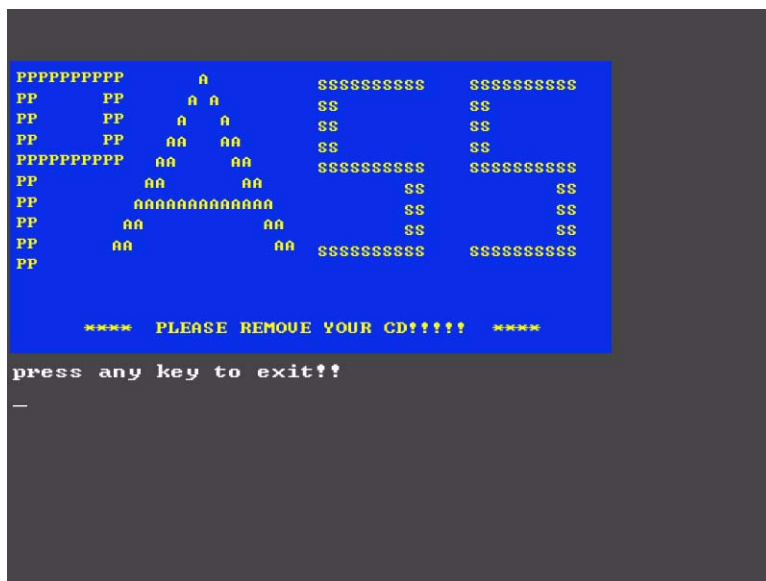 PPPPPPPPPP A SSSSSSSSSS SSSSSSSSSS
PP PP A A SS SS
PP PP A A SS SS
PP PP AA AA SS SS
PPPPPPPPPP AA AA SSSSSSSSSS SSSSSSSSSS
PP AA AA SS SS
PP AAAAAAAAAAAAA SS SS
PP AA AA SS SS
PP AA AA SSSSSSSSSS SSSSSSSSSS
PP
**** PLEASE REMOVE YOUR CD!!!!! ****
press any key to exit!!
_